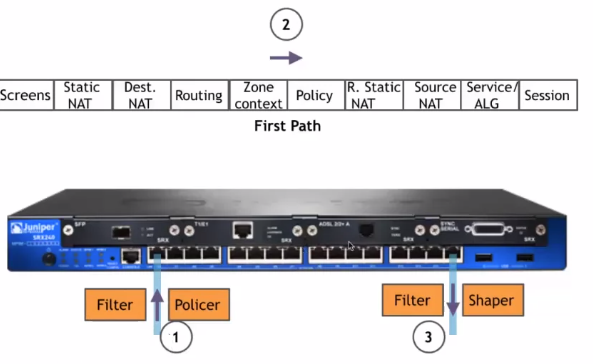 2
Screens
Static
NAT
Dest.
NAT
Routing
Zone
context
Policy
R. Static
NAT
Source
NAT
Service/
ALG
Session
First Path
Juniper
SRX240
SFP
SRX
T1/E1
SRX
ADSL 2/2+ A
SRX
SYNC
SERIAL
SRX
Filter
Policer
Filter
Shaper
1
3